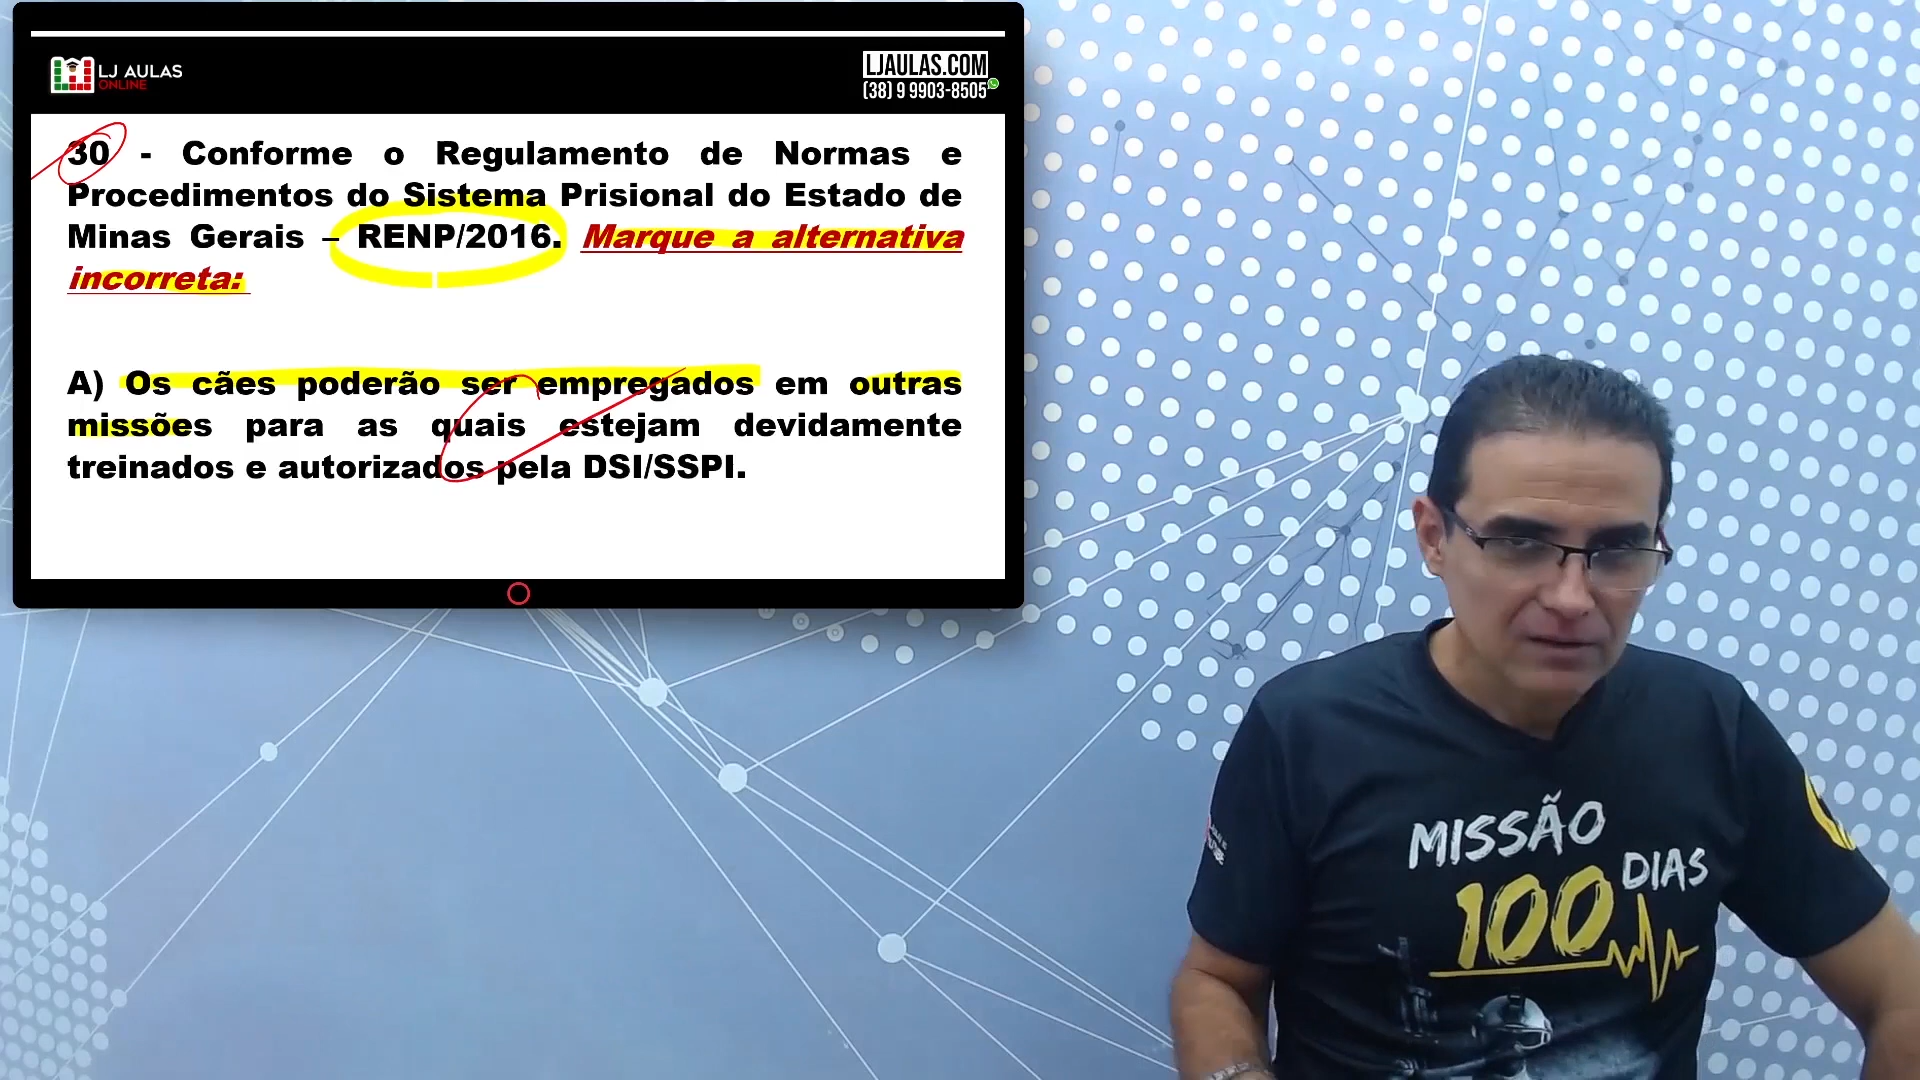 LJ AULAS
ONLINE
LJAULAS.COM
(38) 9 9903-8505
30 - Conforme o Regulamento de Normas e
Procedimentos do Sistema Prisional do Estado de
Minas Gerais – RENP/2016. Marque a alternativa
incorreta:
A) Os cães poderão ser empregados em outras
missões para as quais estejam devidamente
treinados e autorizados pela DSI/SSPI.
MISSÃO
100 DIAS